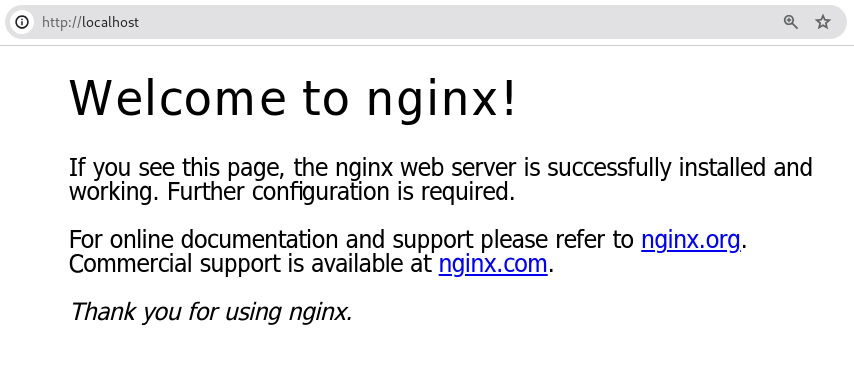 http://localhost
Welcome to nginx!
If you see this page, the nginx web server is successfully installed and
working. Further configuration is required.
For online documentation and support please refer to nginx.org.
Commercial support is available at nginx.com.
Thank you for using nginx.